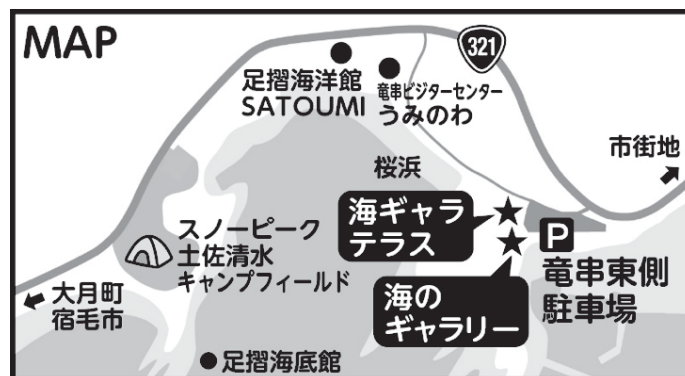 MAP
321
足摺海洋館
SATOUMI
竜串ビジターセンター
うみのわ
市街地
桜浜
海ギャラ
テラス
スノーピーク
土佐清水
キャンプフィールド
P
竜串東側
駐車場
大月町
宿毛市
海の
ギャラリー
足摺海底館